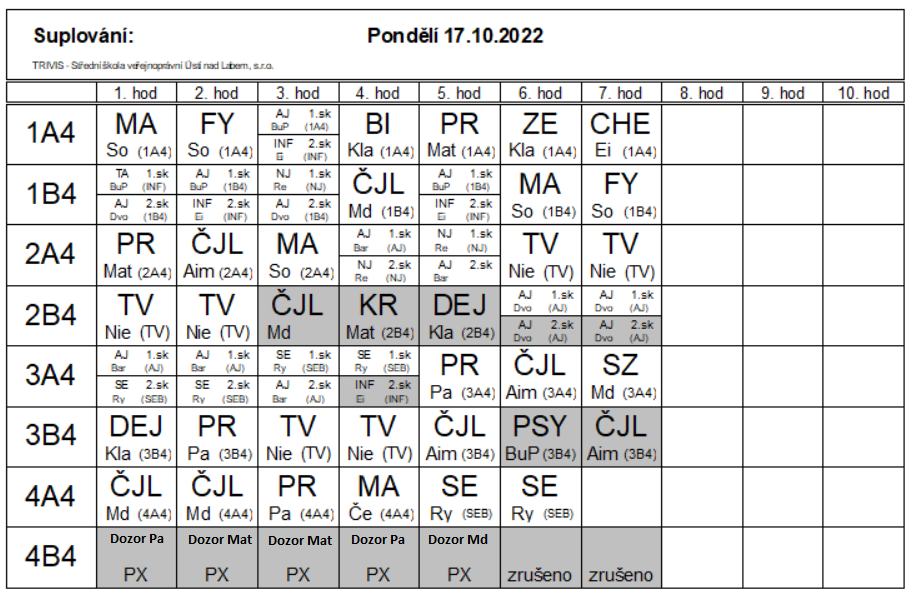 Suplování: Pondělí 17.10.2022
TRIVIS - Střední škola veřejnoprávní Ústí nad Labem, s.r.o.
1. hod 2. hod 3. hod 4. hod 5. hod 6. hod 7. hod 8. hod 9. hod 10. hod
1A4
MA FY AJ 1.sk BI PR ZE CHE
BuP (1A4)
INF 2.sk
So (1A4) So (1A4) Ei (INF) Kla (1A4) Mat (1A4) Kla (1A4) Ei (1A4)
1B4
TA 1.sk AJ 1.sk NJ 1.sk ČJL AJ 1.sk MA FY
BuP (INF) BuP (1B4) Re (NJ) BuP (1B4)
AJ 2.sk INF 2.sk AJ 2.sk INF 2.sk
Dvo (1B4) Ei (INF) Dvo (1B4) Md (1B4) Ei (INF) So (1B4) So (1B4)
2A4
PR ČJL MA AJ 1.sk NJ 1.sk TV TV
Bar (AJ) Re (NJ)
NJ 2.sk AJ 2.sk
Mat (2A4) Aim (2A4) So (2A4) Re (NJ) Bar Nie (TV) Nie (TV)
2B4
TV TV ČJL KR DEJ AJ 1.sk AJ 1.sk
Dvo (AJ) Dvo (AJ)
AJ 2.sk AJ 2.sk
Nie (TV) Nie (TV) Md Mat (2B4) Kla (2B4) Dvo (AJ) Dvo (AJ)
3A4
AJ 1.sk AJ 1.sk SE 1.sk SE 1.sk PR ČJL SZ
Bar (AJ) Bar (AJ) Ry (SEB) Ry (SEB)
SE 2.sk SE 2.sk AJ 2.sk INF 2.sk
Ry (SEB) Ry (SEB) Bar (AJ) Ei (INF) Pa (3A4) Aim (3A4) Md (3A4)
3B4
DEJ PR TV TV ČJL PSY ČJL
Kla (3B4) Pa (3B4) Nie (TV) Nie (TV) Aim (3B4) BuP (3B4) Aim (3B4)
4A4
ČJL ČJL PR MA SE SE
Md (4A4) Md (4A4) Pa (4A4) Če (4A4) Ry (SEB) Ry (SEB)
4B4
Dozor Pa Dozor Mat Dozor Mat Dozor Pa Dozor Md
PX PX PX PX PX zrušeno zrušeno